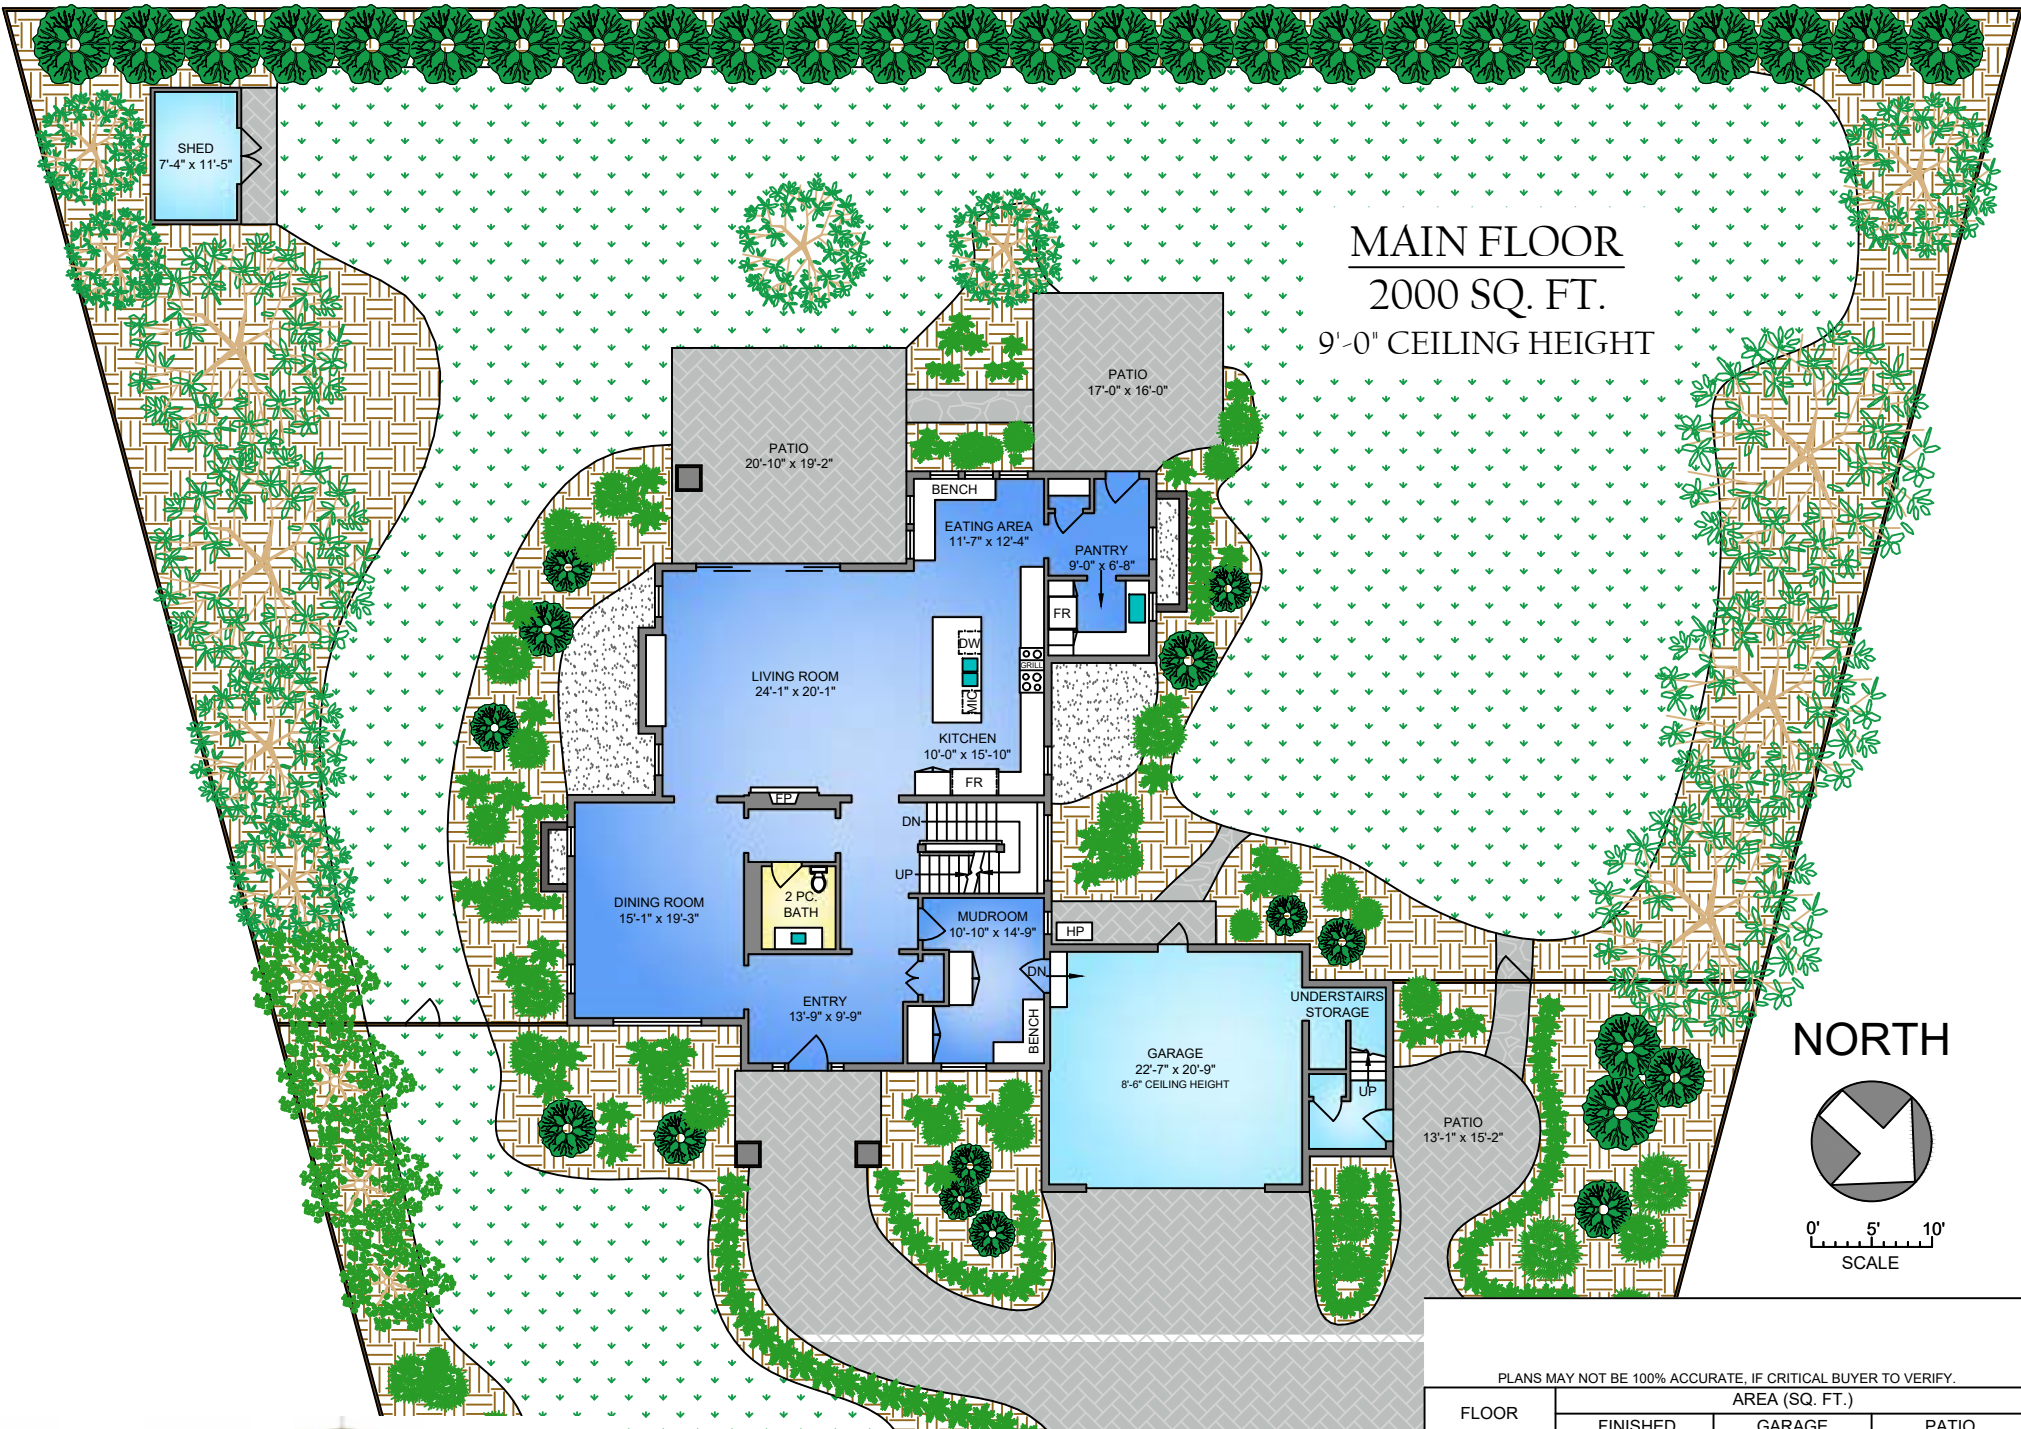 SHED
7'-4" x 11'-5"
MAIN FLOOR
2000 SQ. FT.
9'-0" CEILING HEIGHT
PATIO
17'-0" x 16'-0"
PATIO
20'-10" x 19'-2"
BENCH
EATING AREA
11'-7" x 12'-4"
PANTRY
9'-0" x 6'-8"
FR
DW
GRILL
MIC
LIVING ROOM
24'-1" x 20'-1"
KITCHEN
10'-0" x 15'-10"
FR
FP
DN
UP
2 PC.
BATH
DINING ROOM
15'-1" x 19'-3"
MUDROOM
10'-10" x 14'-9"
HP
DN
ENTRY
13'-9" x 9'-9"
BENCH
UNDERSTAIRS
STORAGE
GARAGE
22'-7" x 20'-9"
8'-6" CEILING HEIGHT
UP
PATIO
13'-1" x 15'-2"
NORTH
0' 5' 10'
SCALE
PLANS MAY NOT BE 100% ACCURATE, IF CRITICAL BUYER TO VERIFY.
FLOOR
AREA (SQ. FT.)
FINISHED GARAGE PATIO